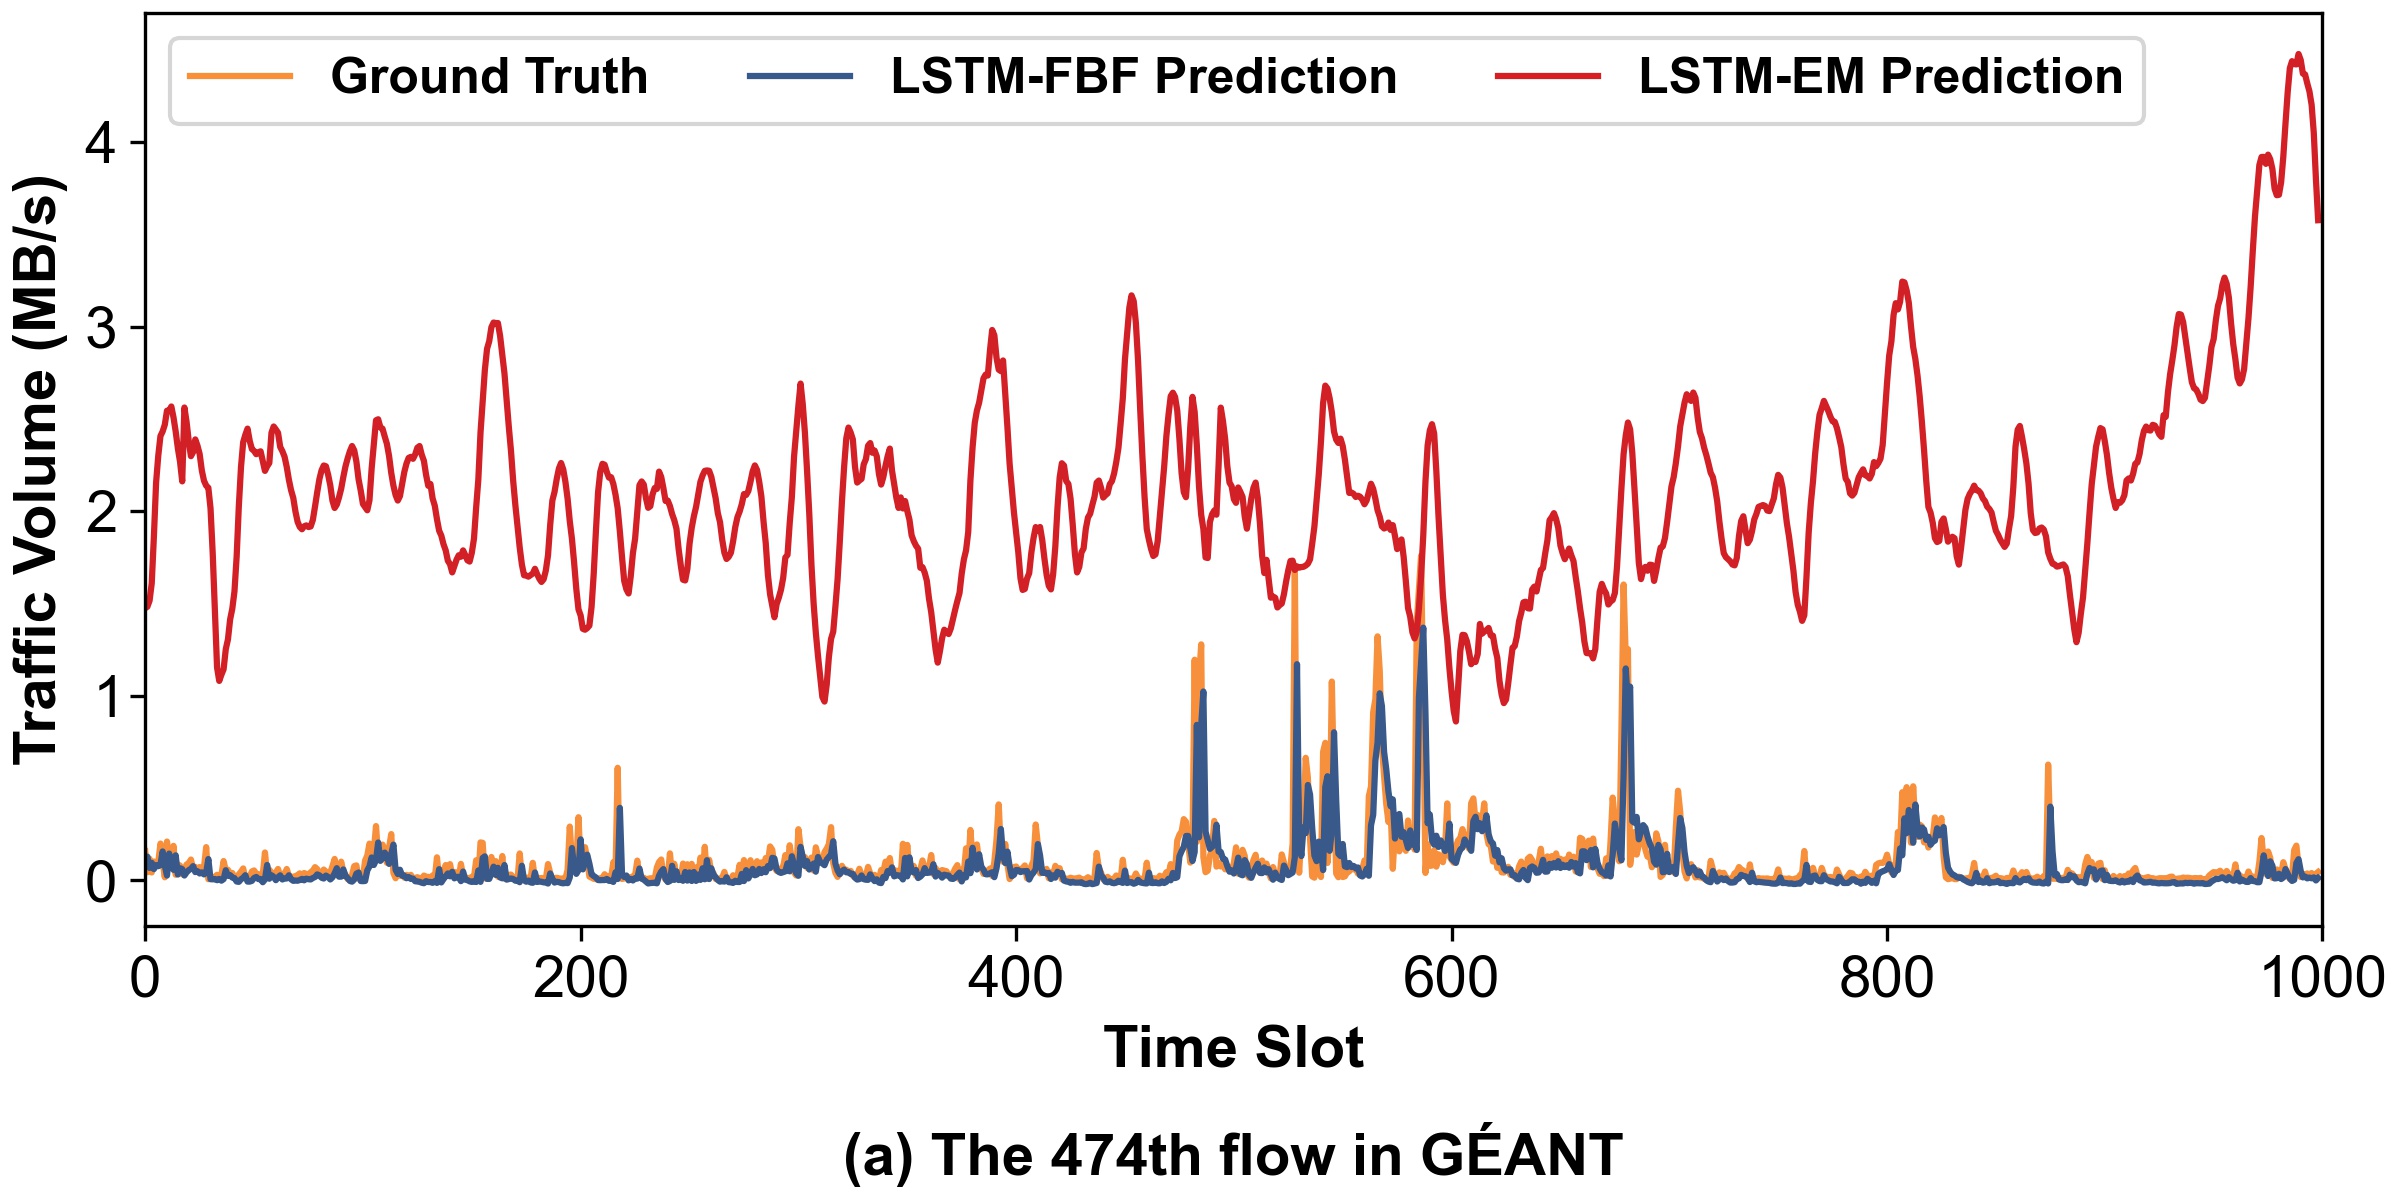 Ground Truth LSTM-FBF Prediction LSTM-EM Prediction
Traffic Volume (MB/s)
4
3
2
1
0
0 200 400 600 800 1000
Time Slot
(a) The 474th flow in GÉANT